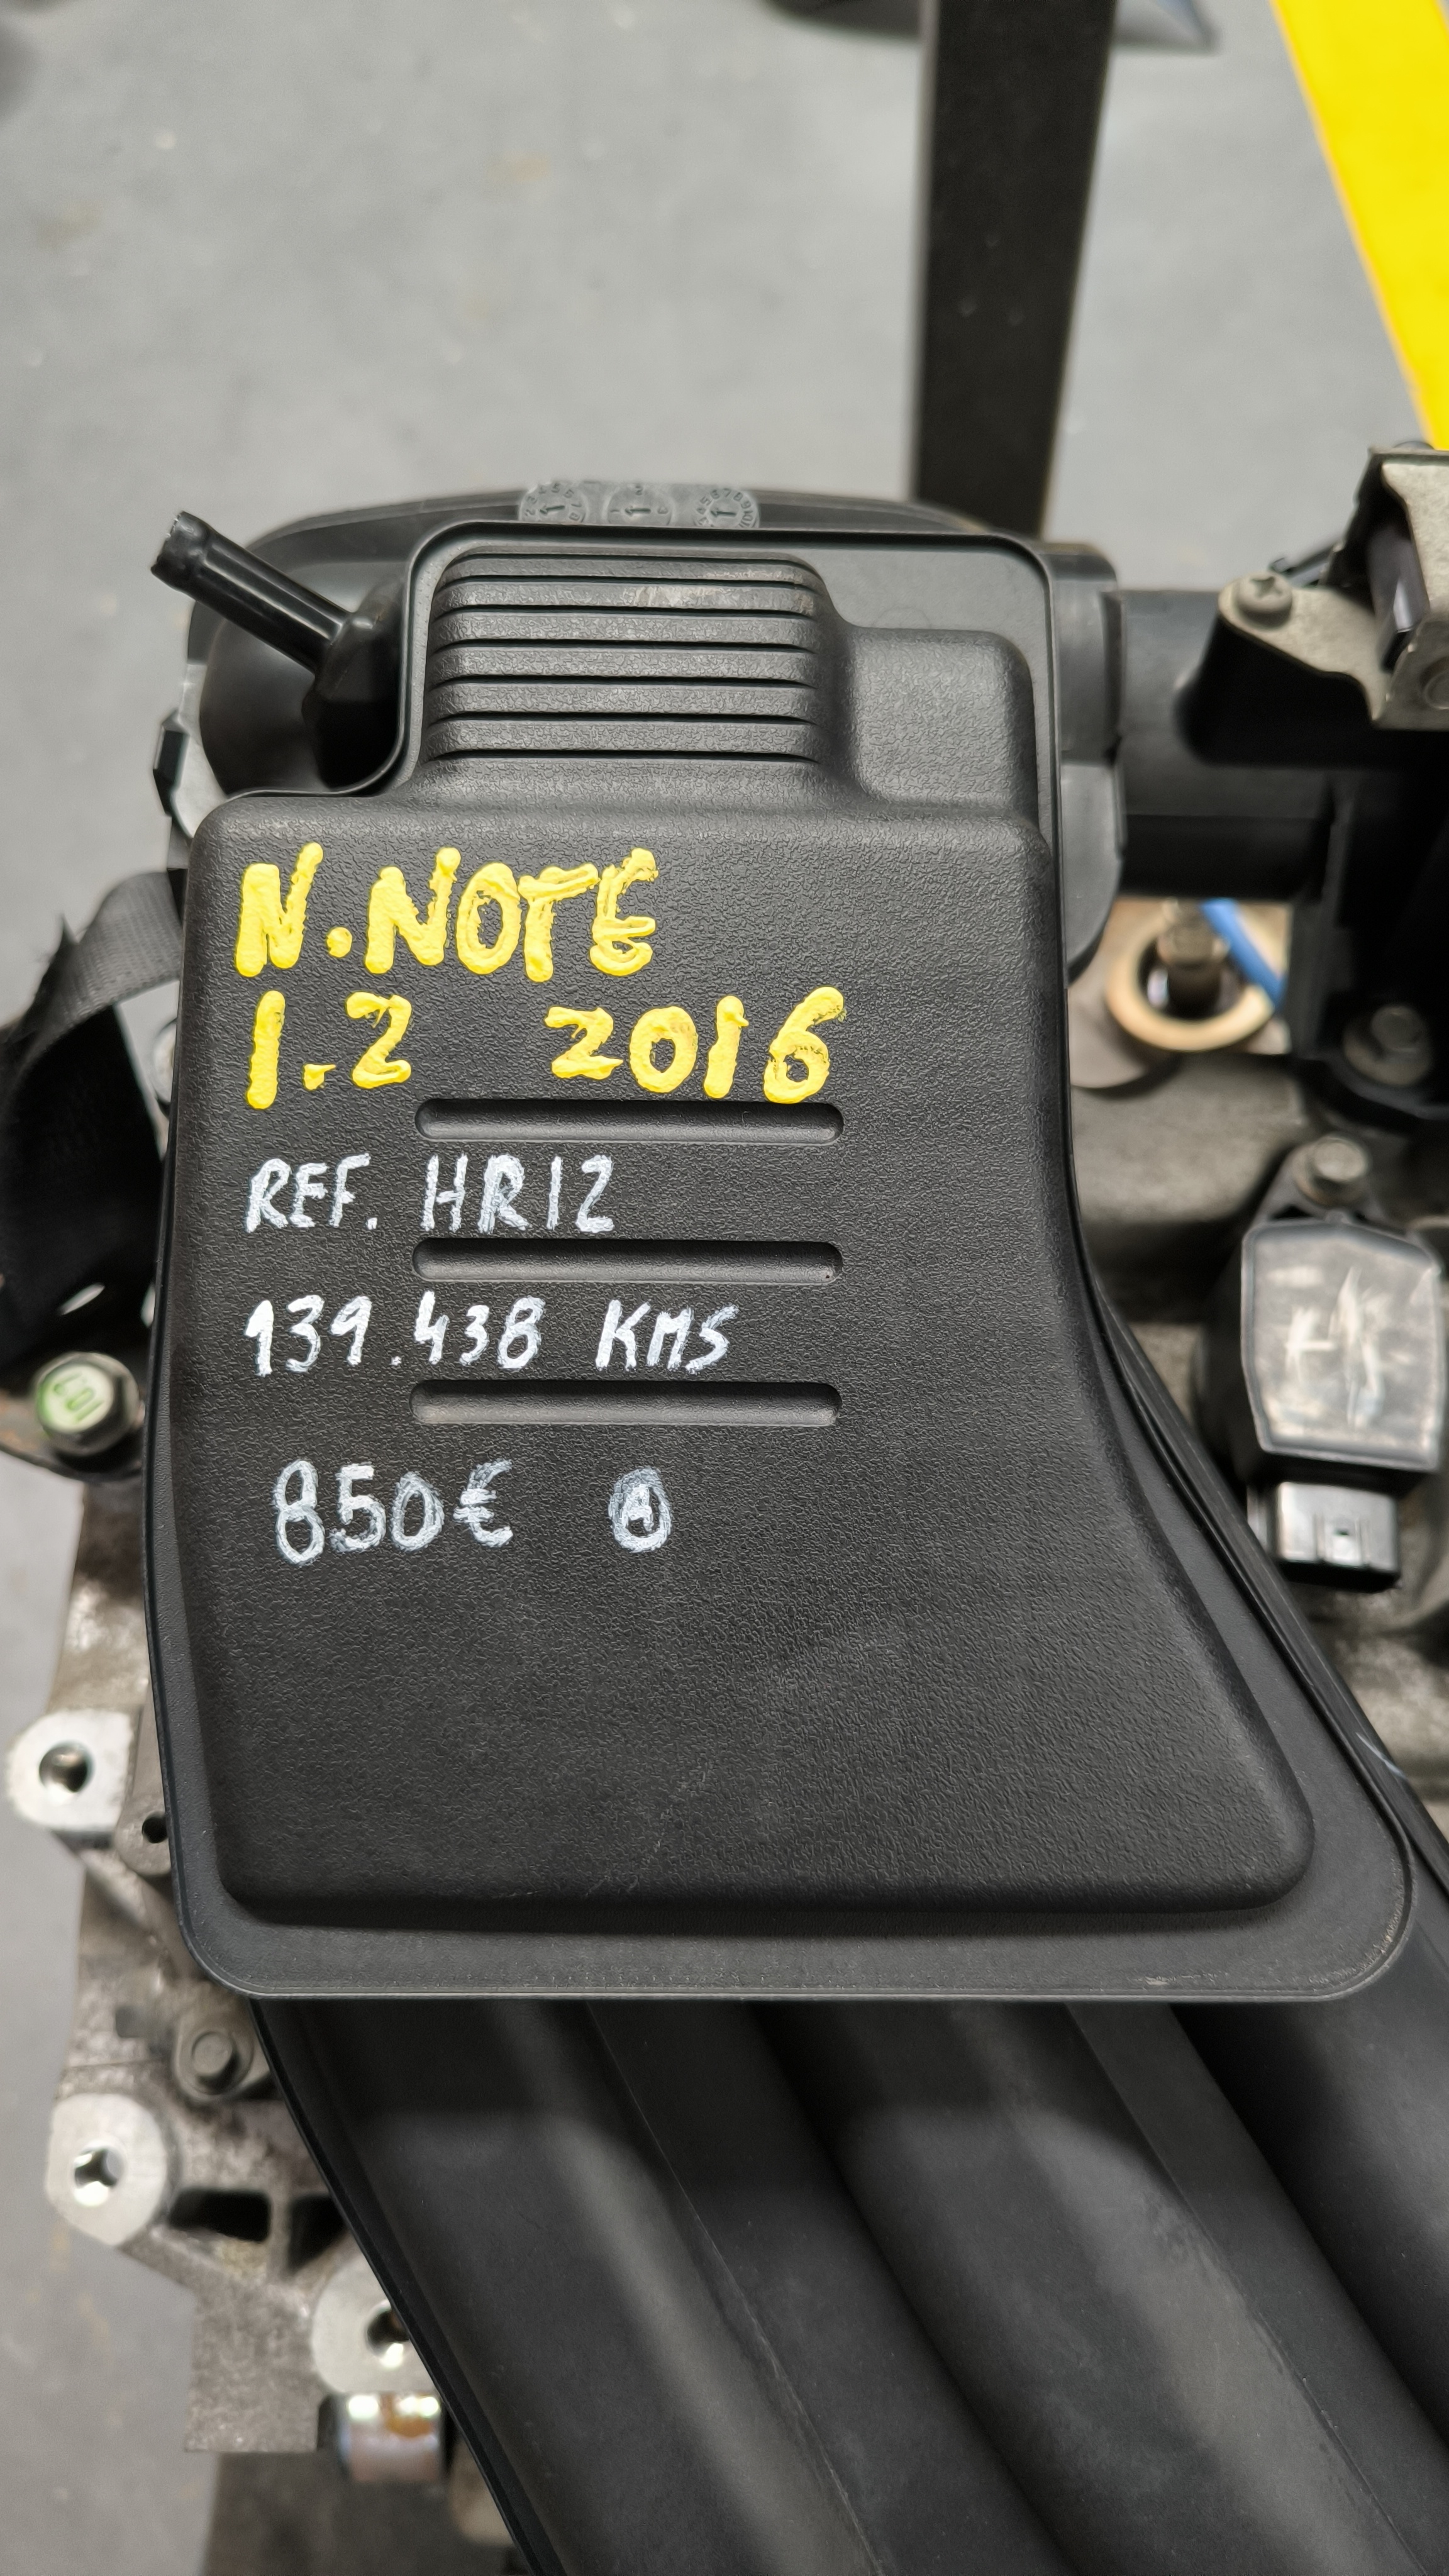 N.NOTE
1.2 2016
REF. HR12
139.438 KMS
850€